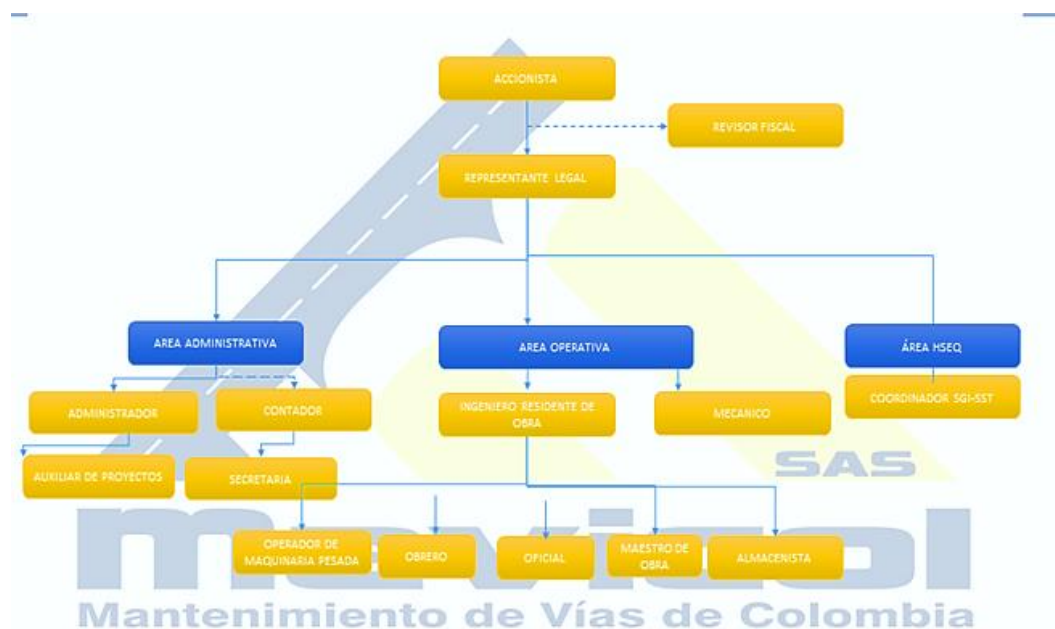 ACCIONISTA
REVISOR FISCAL
REPRESENTANTE LEGAL
AREA ADMINISTRATIVA
AREA OPERATIVA
ÁREA HSEQ
ADMINISTRADOR
CONTADOR
INGENIERO RESIDENTE DE
OBRA
MECANICO
COORDINADOR SGI-SST
AUXILIAR DE PROYECTOS
SECRETARIA
SAS
OPERADOR DE
MAQUINARIA PESADA
OBRERO
OFICIAL
MAESTRO DE
OBRA
ALMACENISTA
mavicol
Mantenimiento de Vías de Colombia